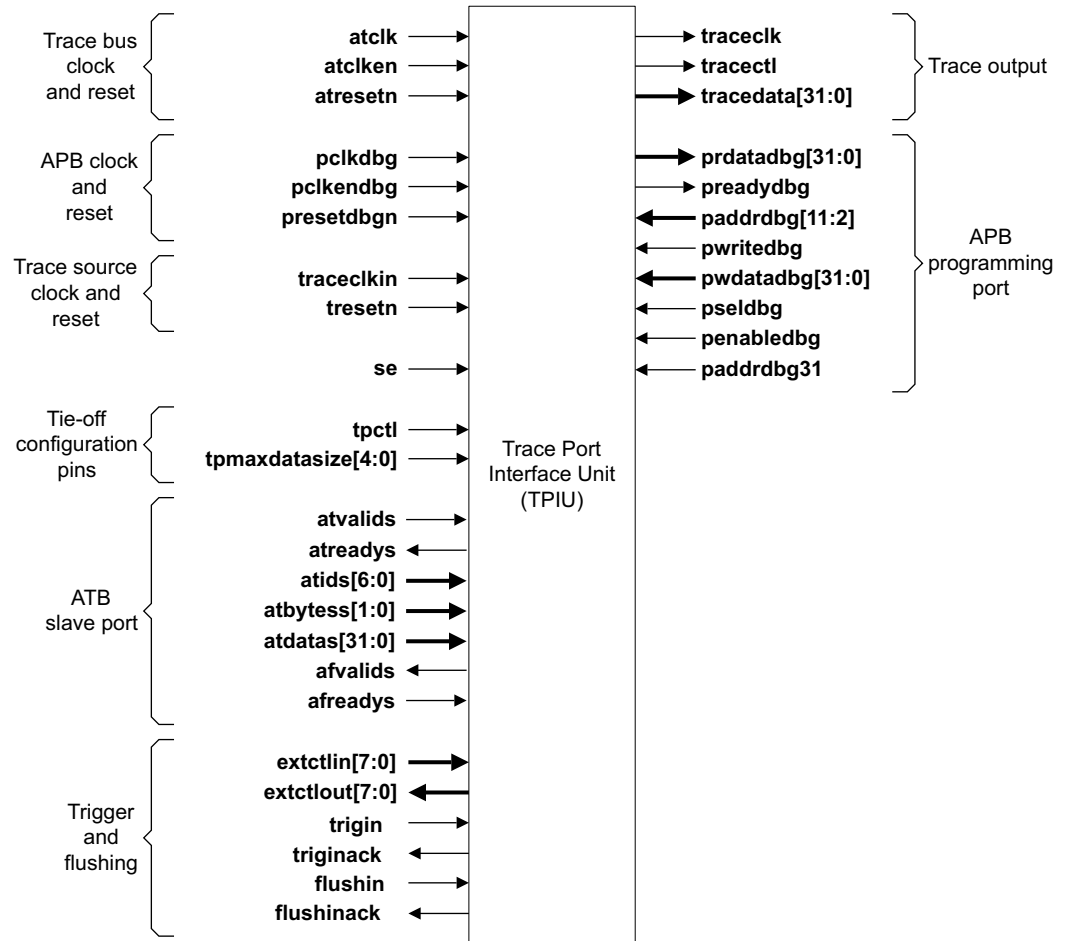 Trace bus
clock
and reset
atclk
atclken
atresetn
APB clock
and
reset
pclkdbg
pclkendbg
presetdbgn
Trace source
clock and
reset
traceclkin
tresetn
se
Tie-off
configuration
pins
tpctl
tpmaxdatasize[4:0]
ATB
slave port
atvalids
atreadys
atids[6:0]
atbytess[1:0]
atdatas[31:0]
afvalids
afreadys
Trigger
and
flushing
extctlin[7:0]
extctlout[7:0]
trigin
triginack
flushin
flushinack
Trace Port
Interface Unit
(TPIU)
traceclk
tracectl
tracedata[31:0]
Trace output
prdatadbg[31:0]
preadydbg
paddrdbg[11:2]
pwritedbg
pwdatadbg[31:0]
pseldbg
penabledbg
paddrdbg31
APB
programming
port